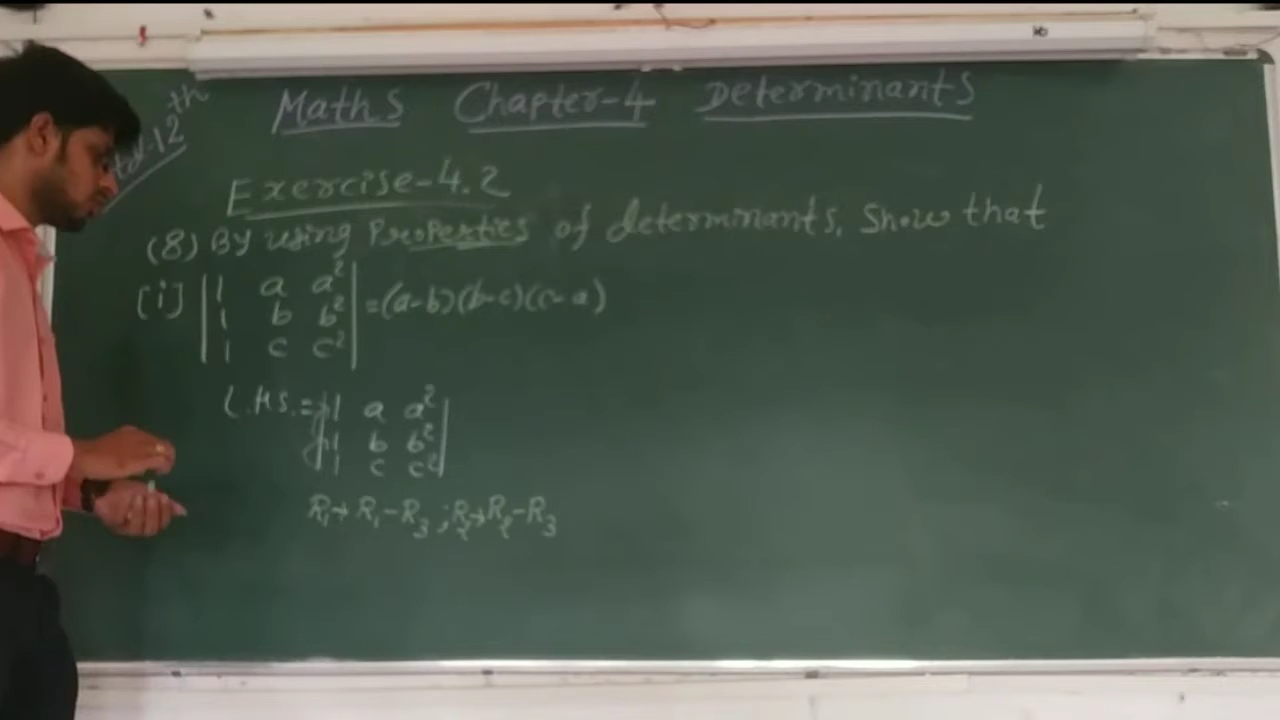 Maths Chapter-4 Determinants
12th
Exercise-4.2
(8) By using Properties of determinants, Show that
[i] | 1 a a² | = (a-b)(b-c)(c-a)
| 1 b b² |
| 1 c c² |
L.H.S. = | 1 a a² |
| 1 b b² |
| 1 c c² |
R₁→R₁-R₃ ; R₂→R₂-R₃